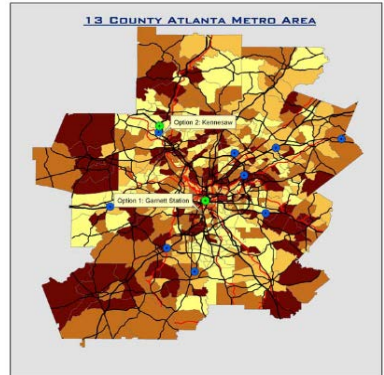 13 COUNTY ATLANTA METRO AREA
Option 2: Kennesaw
Option 1: Garnett Station